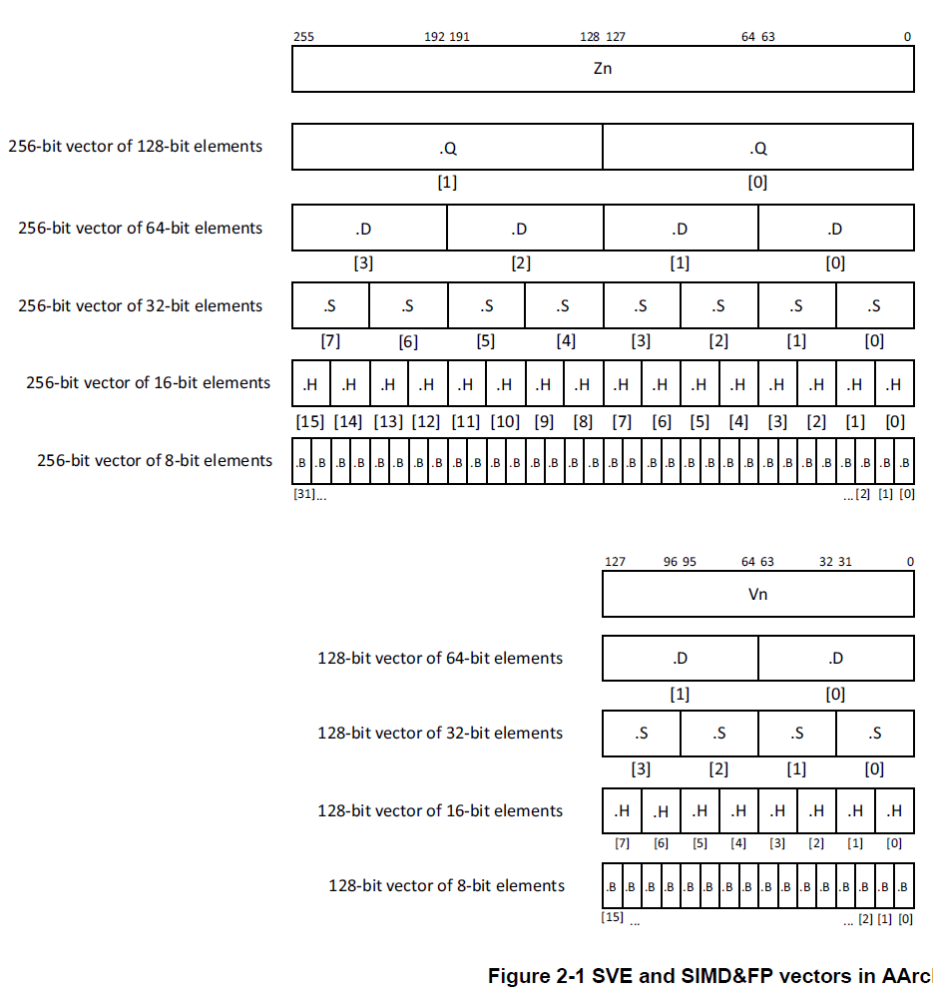 255 192 191 128 127 64 63 0
Zn
256-bit vector of 128-bit elements .Q .Q
[1] [0]
256-bit vector of 64-bit elements .D .D .D .D
[3] [2] [1] [0]
256-bit vector of 32-bit elements .S .S .S .S .S .S .S .S
[7] [6] [5] [4] [3] [2] [1] [0]
256-bit vector of 16-bit elements .H .H .H .H .H .H .H .H .H .H .H .H .H .H .H .H
[15] [14] [13] [12] [11] [10] [9] [8] [7] [6] [5] [4] [3] [2] [1] [0]
256-bit vector of 8-bit elements .B .B .B .B .B .B .B .B .B .B .B .B .B .B .B .B .B .B .B .B .B .B .B .B .B .B .B .B .B .B .B .B
[31]... ...[2] [1] [0]
127 96 95 64 63 32 31 0
Vn
128-bit vector of 64-bit elements .D .D
[1] [0]
128-bit vector of 32-bit elements .S .S .S .S
[3] [2] [1] [0]
128-bit vector of 16-bit elements .H .H .H .H .H .H .H .H
[7] [6] [5] [4] [3] [2] [1] [0]
128-bit vector of 8-bit elements .B .B .B .B .B .B .B .B .B .B .B .B .B .B .B .B
[15] ... ... [2] [1] [0]
Figure 2-1 SVE and SIMD&FP vectors in